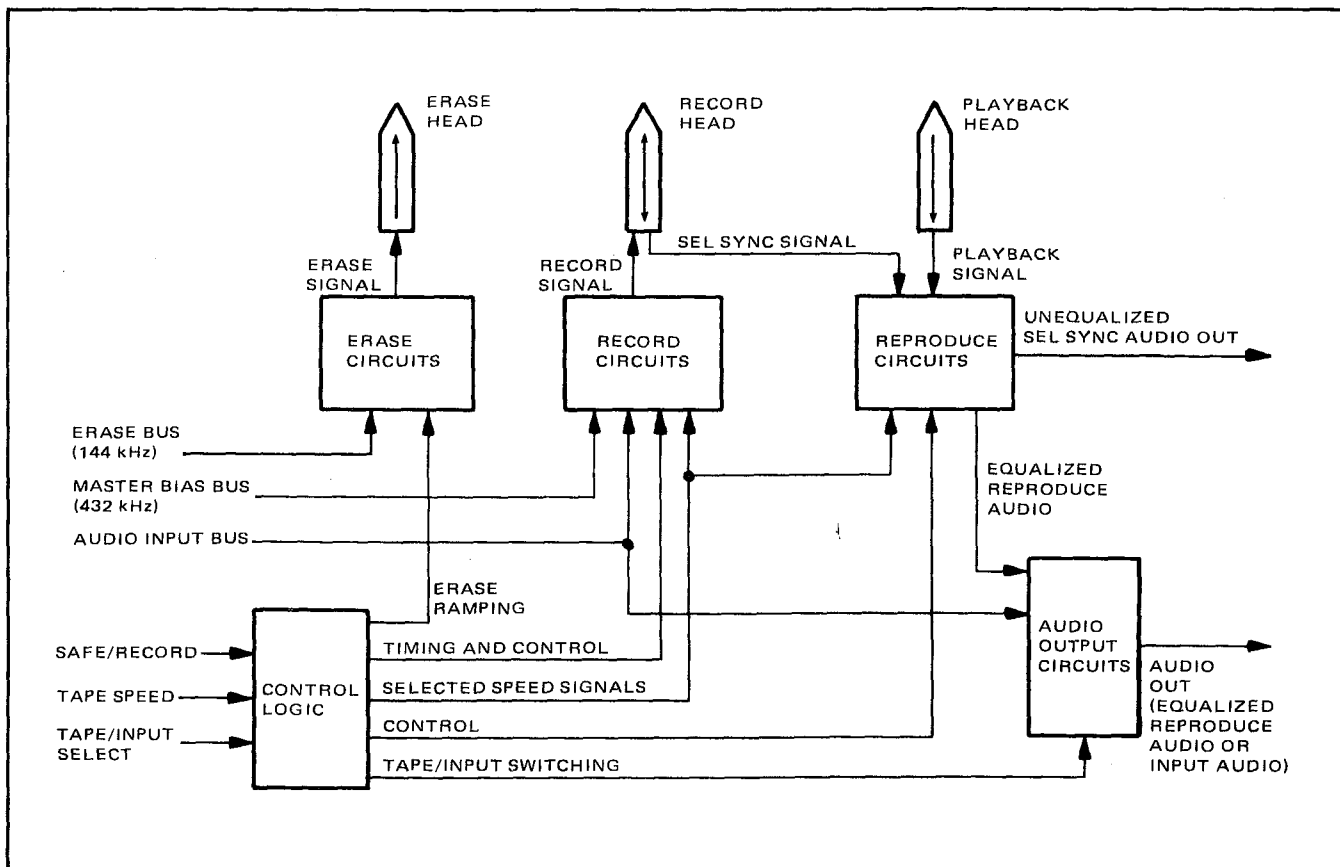 ERASE
HEAD
RECORD
HEAD
PLAYBACK
HEAD
SEL SYNC SIGNAL
ERASE
SIGNAL
RECORD
SIGNAL
PLAYBACK
SIGNAL
ERASE
CIRCUITS
RECORD
CIRCUITS
REPRODUCE
CIRCUITS
UNEQUALIZED
SEL SYNC AUDIO OUT
ERASE BUS
(144 kHz)
MASTER BIAS BUS
(432 kHz)
AUDIO INPUT BUS
EQUALIZED
REPRODUCE
AUDIO
ERASE
RAMPING
SAFE/RECORD
TAPE SPEED
TAPE/INPUT
SELECT
CONTROL
LOGIC
TIMING AND CONTROL
SELECTED SPEED SIGNALS
CONTROL
TAPE/INPUT SWITCHING
AUDIO
OUTPUT
CIRCUITS
AUDIO
OUT
(EQUALIZED
REPRODUCE
AUDIO OR
INPUT AUDIO)